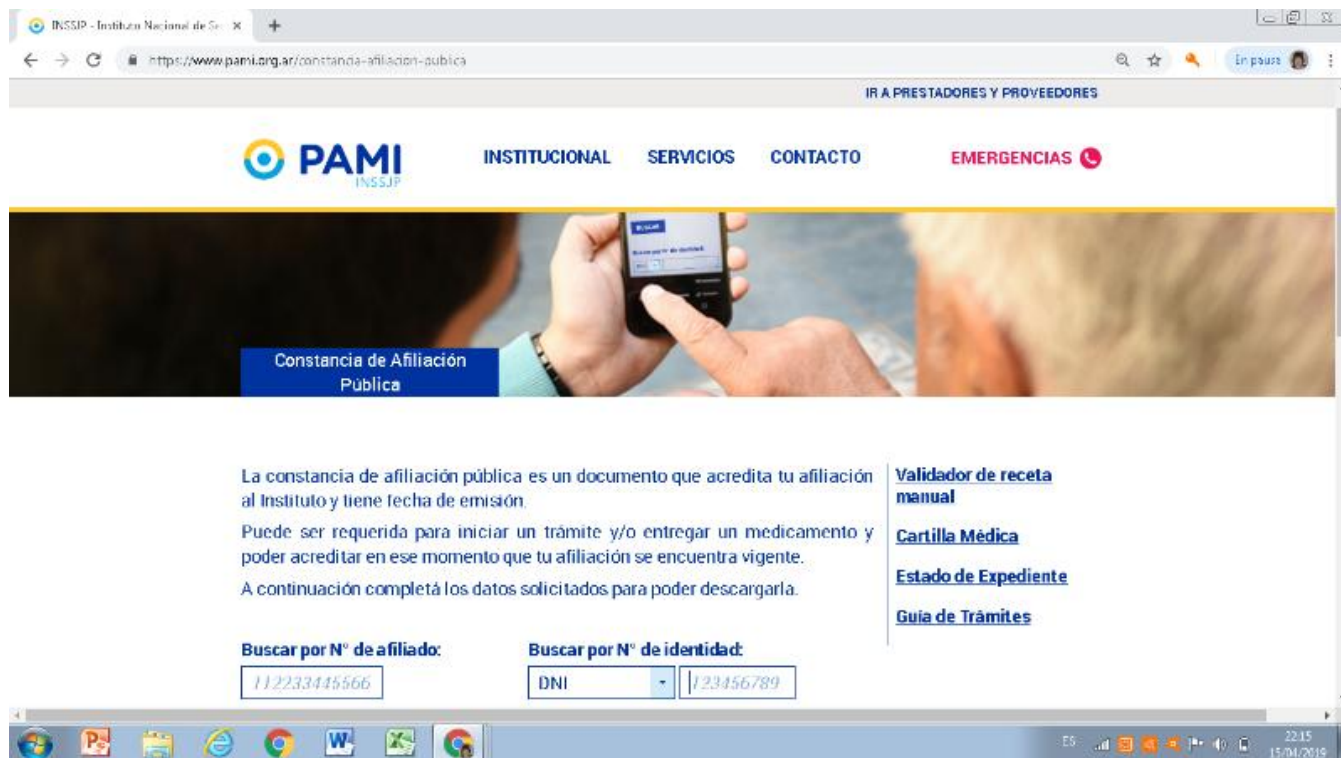 INSSJP - Instituto Nacional de Se
https://www.pami.org.ar/constancia-afiliacion-publica
En pausa
IR A PRESTADORES Y PROVEEDORES
PAMI
INSSJP
INSTITUCIONAL SERVICIOS CONTACTO
EMERGENCIAS
BUSCAR
Constancia de Afiliación
Pública
La constancia de afiliación pública es un documento que acredita tu afiliación
al Instituto y tiene fecha de emisión.
Puede ser requerida para iniciar un trámite y/o entregar un medicamento y
poder acreditar en ese momento que tu afiliación se encuentra vigente.
A continuación completá los datos solicitados para poder descargarla.
Validador de receta
manual
Cartilla Médica
Estado de Expediente
Guía de Trámites
Buscar por N° de afiliado:
112233445566
Buscar por N° de identidad:
DNI 123456789
ES
22:15
15/04/2019